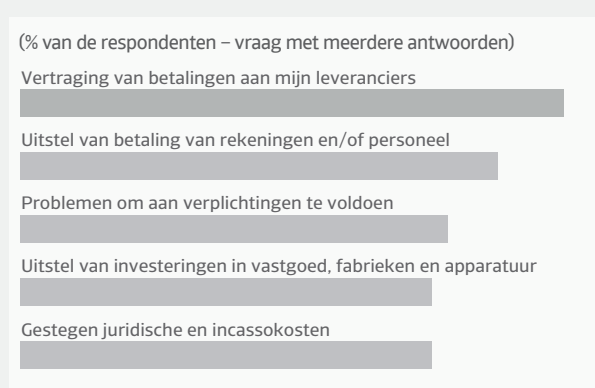 (% van de respondenten – vraag met meerdere antwoorden)
Vertraging van betalingen aan mijn leveranciers
Uitstel van betaling van rekeningen en/of personeel
Problemen om aan verplichtingen te voldoen
Uitstel van investeringen in vastgoed, fabrieken en apparatuur
Gestegen juridische en incassokosten